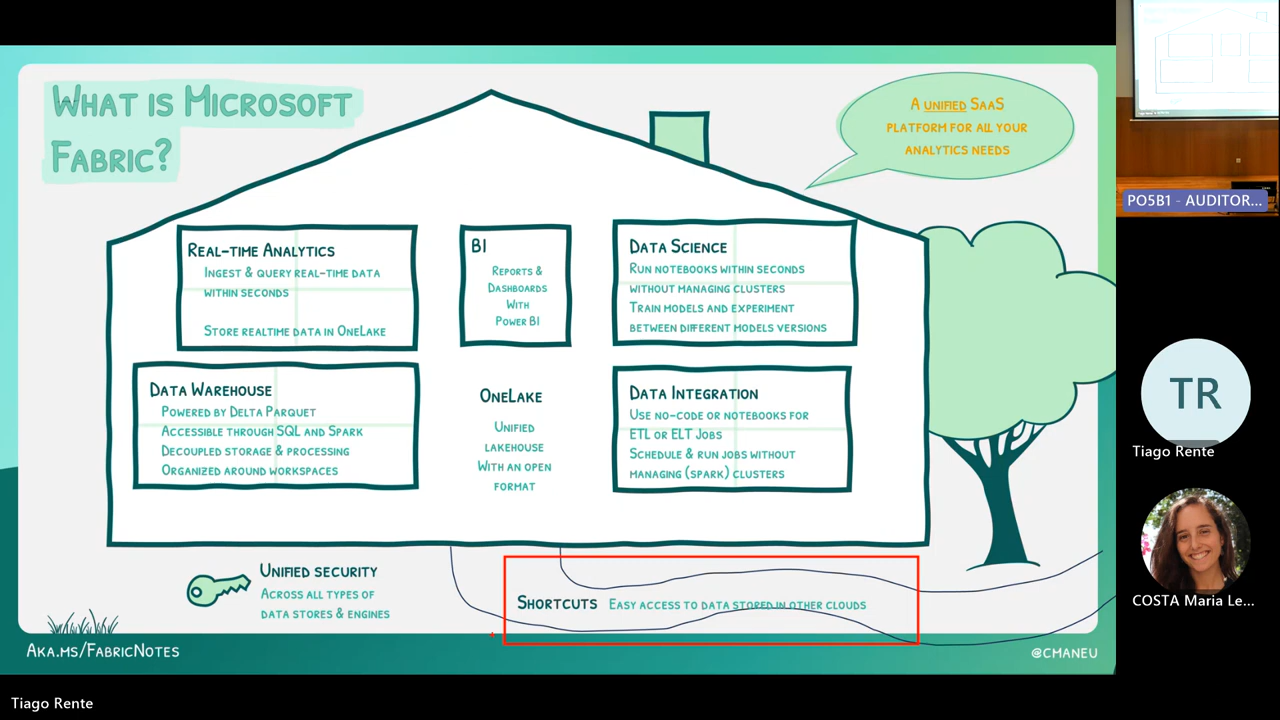 What is Microsoft
Fabric?
A unified SaaS
platform for all your
analytics needs
Real-time Analytics
Ingest & query real-time data
within seconds
Store realtime data in OneLake
BI
Reports &
Dashboards
With
Power BI
Data Science
Run notebooks within seconds
without managing clusters
Train models and experiment
between different models versions
Data Warehouse
Powered by Delta Parquet
Accessible through SQL and Spark
Decoupled storage & processing
Organized around workspaces
OneLake
Unified
lakehouse
With an open
format
Data Integration
Use no-code or notebooks for
ETL or ELT Jobs
Schedule & run jobs without
managing (spark) clusters
Unified security
Across all types of
data stores & engines
Shortcuts Easy access to data stored in other clouds
Aka.ms/FabricNotes
@cmaneu
PO5B1 - AUDITOR...
TR
Tiago Rente
COSTA Maria Le...
Tiago Rente